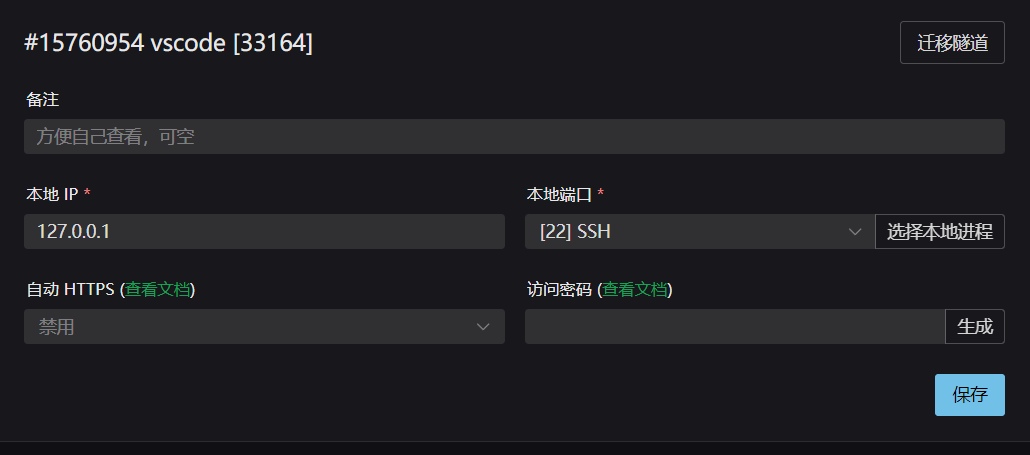 #15760954 vscode [33164]
迁移隧道
备注
方便自己查看，可空
本地 IP *
本地端口 *
127.0.0.1
[22] SSH
选择本地进程
自动 HTTPS (查看文档)
访问密码 (查看文档)
禁用
生成
保存